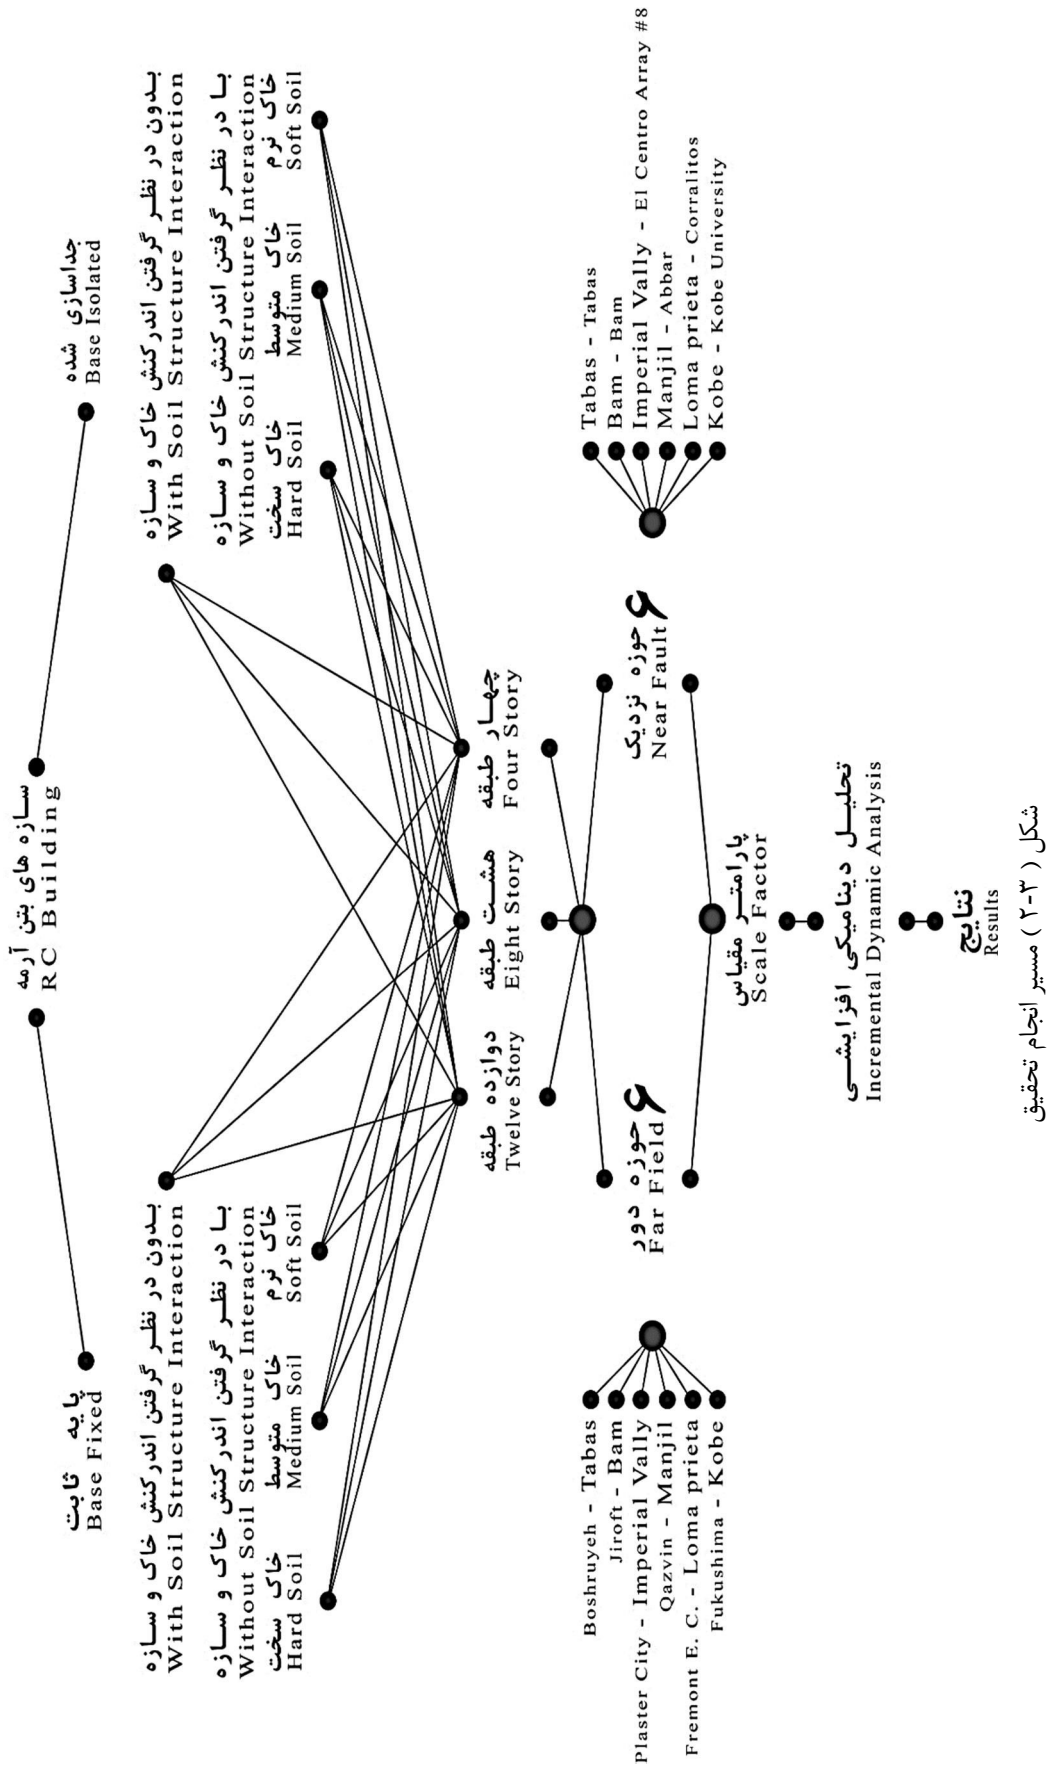 سازه های بتن آرمه
RC Building
پایه ثابت
Base Fixed
جداسازی شده
Base Isolated
بدون در نظر گرفتن اندرکنش خاک و سازه
With Soil Structure Interaction
با در نظر گرفتن اندرکنش خاک و سازه
Without Soil Structure Interaction
خاک سخت
Hard Soil
خاک متوسط
Medium Soil
خاک نرم
Soft Soil
بدون در نظر گرفتن اندرکنش خاک و سازه
With Soil Structure Interaction
با در نظر گرفتن اندرکنش خاک و سازه
Without Soil Structure Interaction
خاک سخت
Hard Soil
خاک متوسط
Medium Soil
خاک نرم
Soft Soil
دوازده طبقه
Twelve Story
هشت طبقه
Eight Story
چهار طبقه
Four Story
Boshruyeh - Tabas
Jiroft - Bam
Plaster City - Imperial Vally
Qazvin - Manjil
Fremont E. C. - Loma prieta
Fukushima - Kobe
۶ حوزه دور
Far Field
۶ حوزه نزدیک
Near Fault
Tabas - Tabas
Bam - Bam
Imperial Vally - El Centro Array #8
Manjil - Abbar
Loma prieta - Corralitos
Kobe - Kobe University
پارامتر مقیاس
Scale Factor
تحلیل دینامیکی افزایشی
Incremental Dynamic Analysis
نتایج
Results
شکل ( ۳-۲ ) مسیر انجام تحقیق